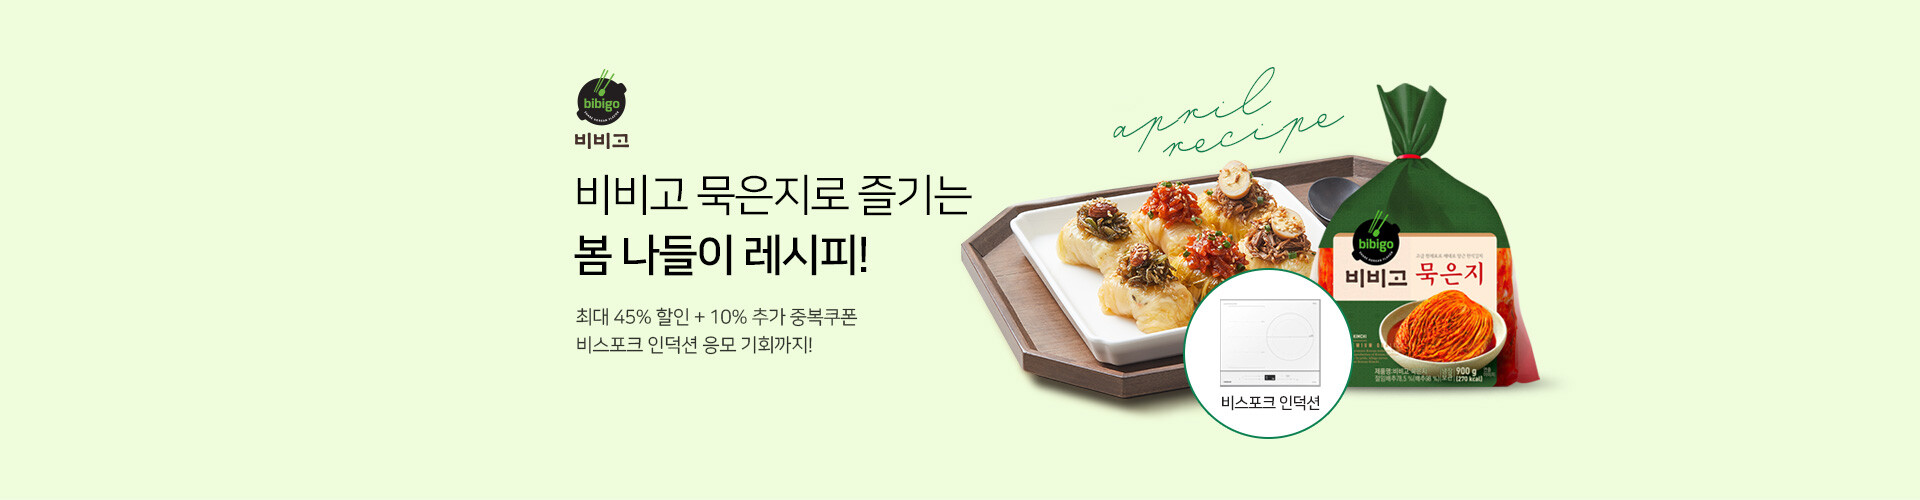 bibigo
비비고
비비고 묵은지로 즐기는
봄 나들이 레시피!
최대 45% 할인 + 10% 추가 중복쿠폰
비스포크 인덕션 응모 기회까지!
april
recipe
bibigo
비비고 묵은지
900 g
(270 kcal)
비스포크 인덕션